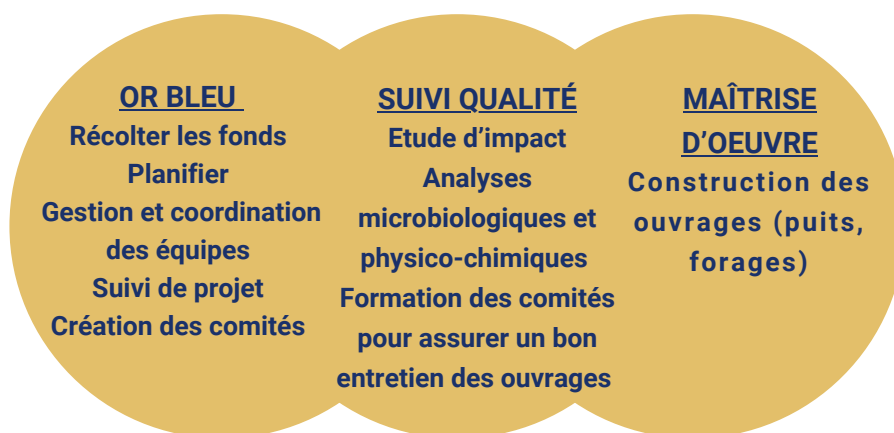 OR BLEU
Récolter les fonds
Planifier
Gestion et coordination
des équipes
Suivi de projet
Création des comités
SUIVI QUALITÉ
Etude d’impact
Analyses
microbiologiques et
physico-chimiques
Formation des comités
pour assurer un bon
entretien des ouvrages
MAÎTRISE
D’OEUVRE
Construction des
ouvrages (puits,
forages)